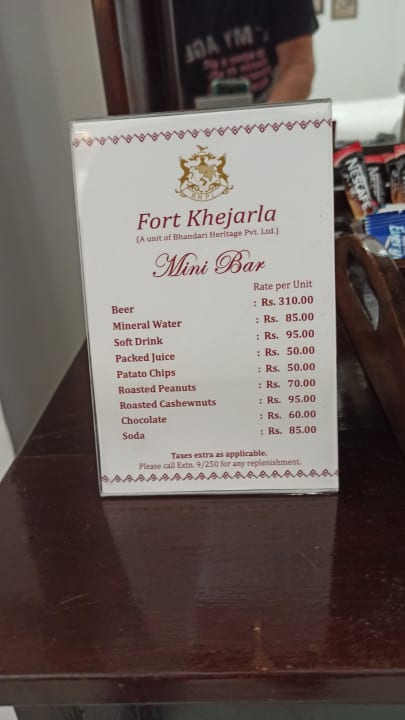 Fort Khejarla
(A unit of Bhandari Heritage Pvt. Ltd.)
Mini Bar
Rate per Unit
Beer : Rs. 310.00
Mineral Water : Rs. 85.00
Soft Drink : Rs. 95.00
Packed Juice : Rs. 50.00
Patato Chips : Rs. 50.00
Roasted Peanuts : Rs. 70.00
Roasted Cashewnuts : Rs. 95.00
Chocolate : Rs. 60.00
Soda : Rs. 85.00
Taxes extra as applicable.
Please call Extn. 9/250 for any replenishment.
NESCAFE